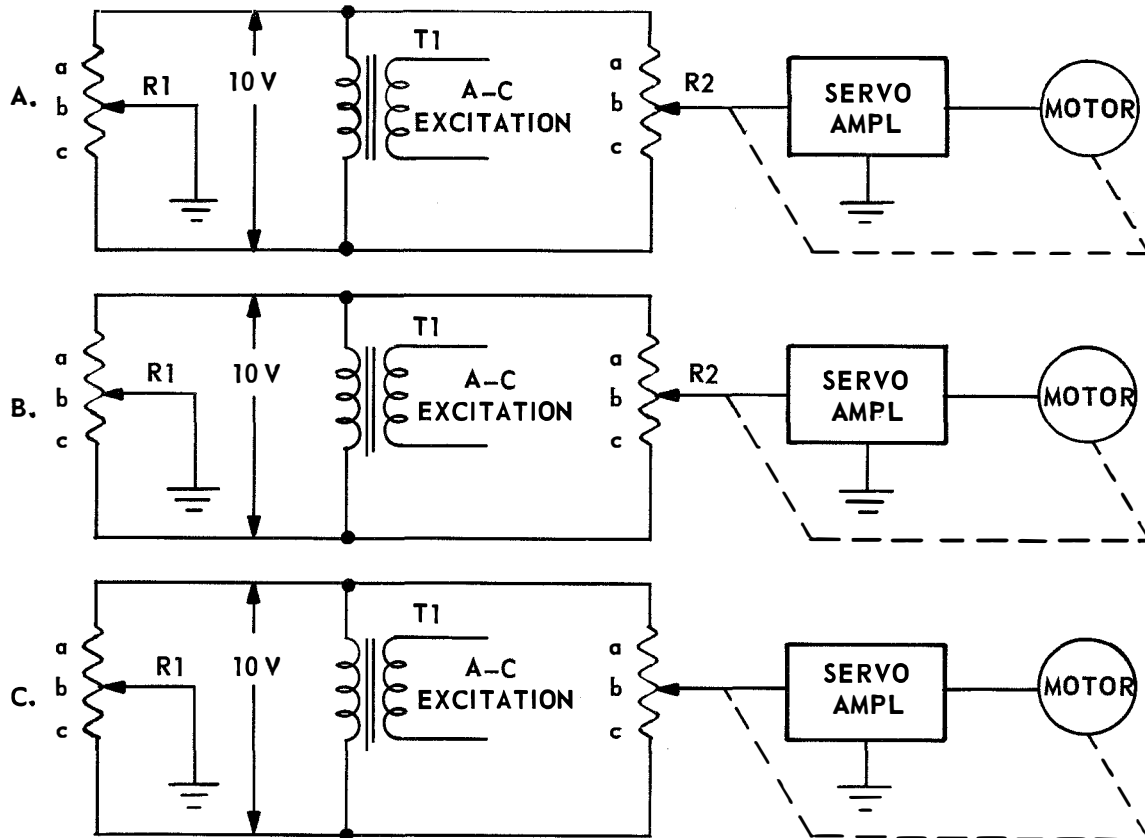 T1
a
R1
10 V
A-C
EXCITATION
a
R2
SERVO
AMPL
MOTOR
A.
b
b
c
c
T1
a
R1
10 V
A-C
EXCITATION
a
R2
SERVO
AMPL
MOTOR
B.
b
b
c
c
T1
a
R1
10 V
A-C
EXCITATION
a
SERVO
AMPL
MOTOR
C.
b
b
c
c